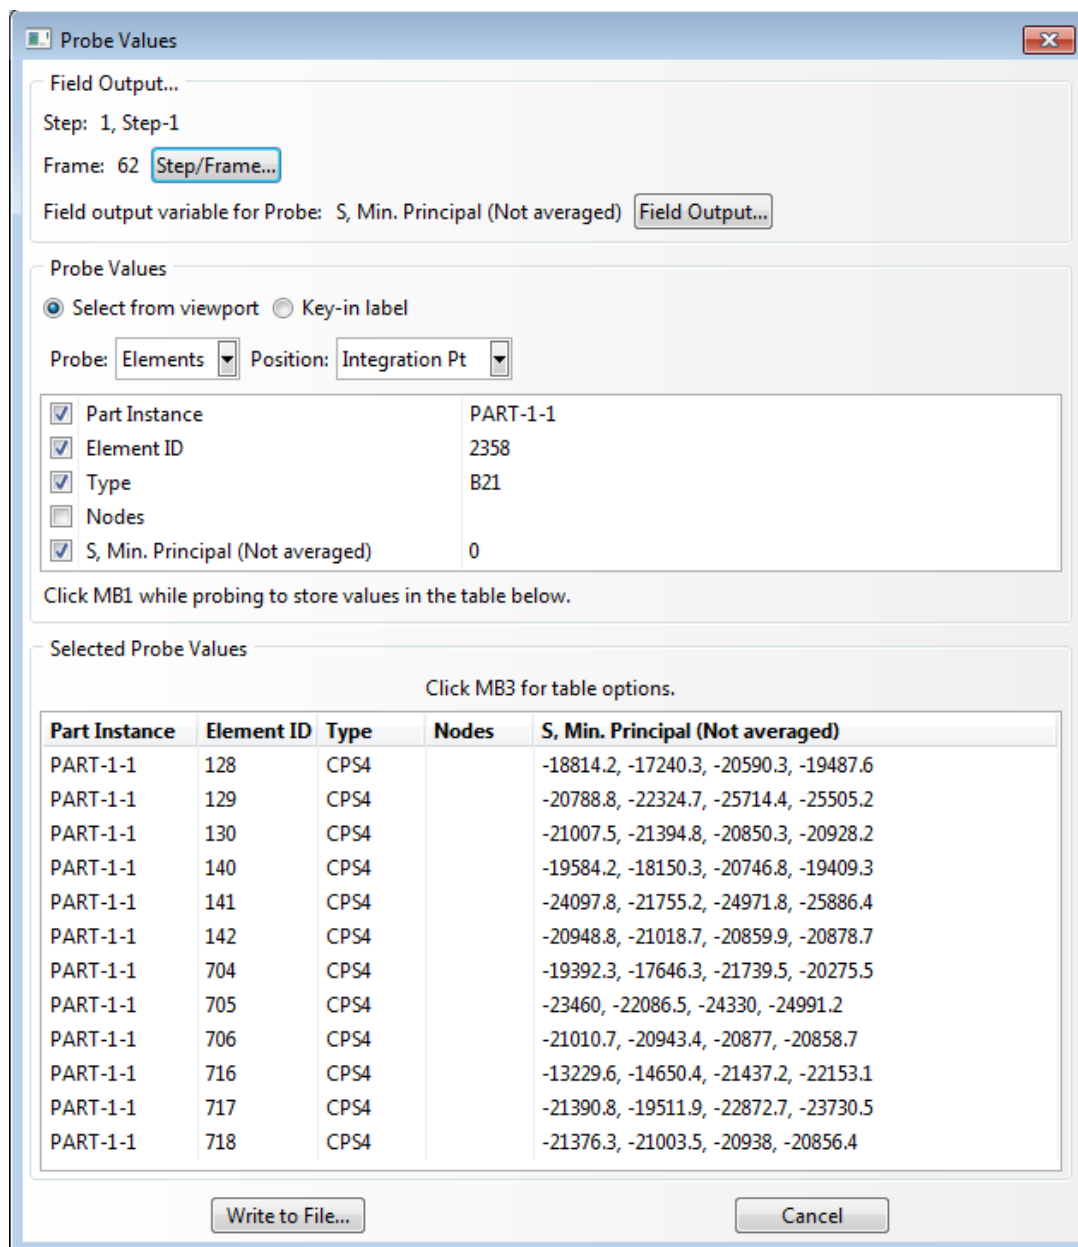 Probe Values
Field Output...
Step: 1, Step-1
Frame: 62 Step/Frame...
Field output variable for Probe: S, Min. Principal (Not averaged) Field Output...
Probe Values
Select from viewport Key-in label
Probe: Elements Position: Integration Pt
Part Instance PART-1-1
Element ID 2358
Type B21
Nodes
S, Min. Principal (Not averaged) 0
Click MB1 while probing to store values in the table below.
Selected Probe Values
Click MB3 for table options.
Part Instance Element ID Type Nodes S, Min. Principal (Not averaged)
PART-1-1 128 CPS4 -18814.2, -17240.3, -20590.3, -19487.6
PART-1-1 129 CPS4 -20788.8, -22324.7, -25714.4, -25505.2
PART-1-1 130 CPS4 -21007.5, -21394.8, -20850.3, -20928.2
PART-1-1 140 CPS4 -19584.2, -18150.3, -20746.8, -19409.3
PART-1-1 141 CPS4 -24097.8, -21755.2, -24971.8, -25886.4
PART-1-1 142 CPS4 -20948.8, -21018.7, -20859.9, -20878.7
PART-1-1 704 CPS4 -19392.3, -17646.3, -21739.5, -20275.5
PART-1-1 705 CPS4 -23460, -22086.5, -24330, -24991.2
PART-1-1 706 CPS4 -21010.7, -20943.4, -20877, -20858.7
PART-1-1 716 CPS4 -13229.6, -14650.4, -21437.2, -22153.1
PART-1-1 717 CPS4 -21390.8, -19511.9, -22872.7, -23730.5
PART-1-1 718 CPS4 -21376.3, -21003.5, -20938, -20856.4
Write to File... Cancel